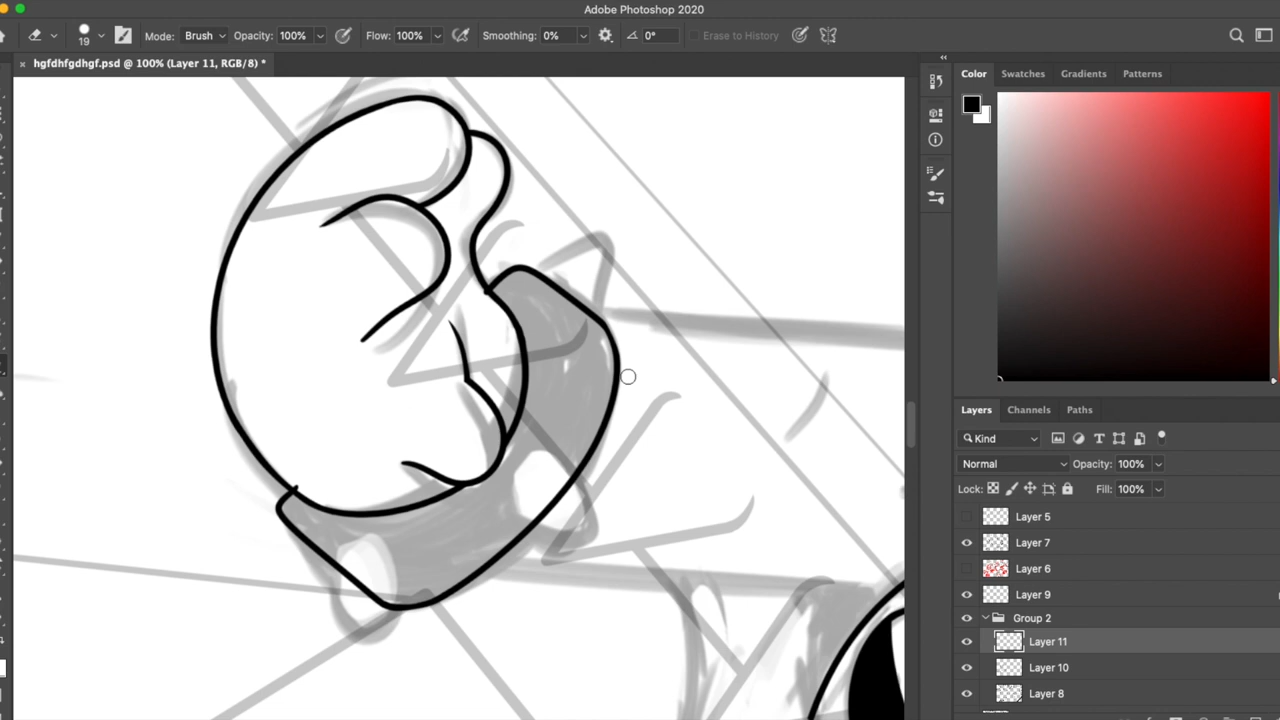 Adobe Photoshop 2020
19 Mode: Brush Opacity: 100% Flow: 100% Smoothing: 0% 0° Erase to History
× hgfdhfgdhgf.psd @ 100% (Layer 11, RGB/8) *
Color Swatches Gradients Patterns
Layers Channels Paths
Kind
Normal Opacity: 100%
Lock: Fill: 100%
Layer 5
Layer 7
Layer 6
Layer 9
Group 2
Layer 11
Layer 10
Layer 8